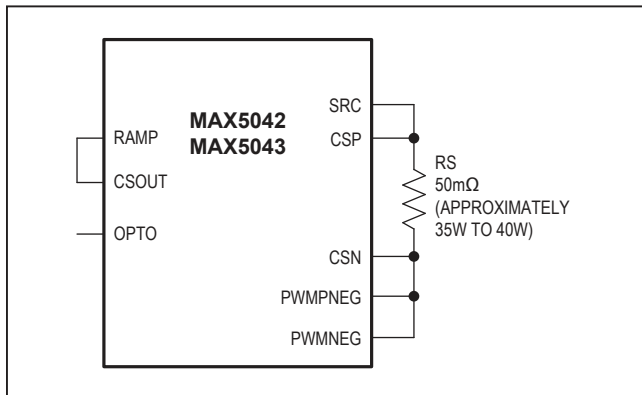 MAX5042
MAX5043
RAMP
CSOUT
OPTO
SRC
CSP
RS
50mΩ
(APPROXIMATELY
35W TO 40W)
CSN
PWMPNEG
PWMNEG